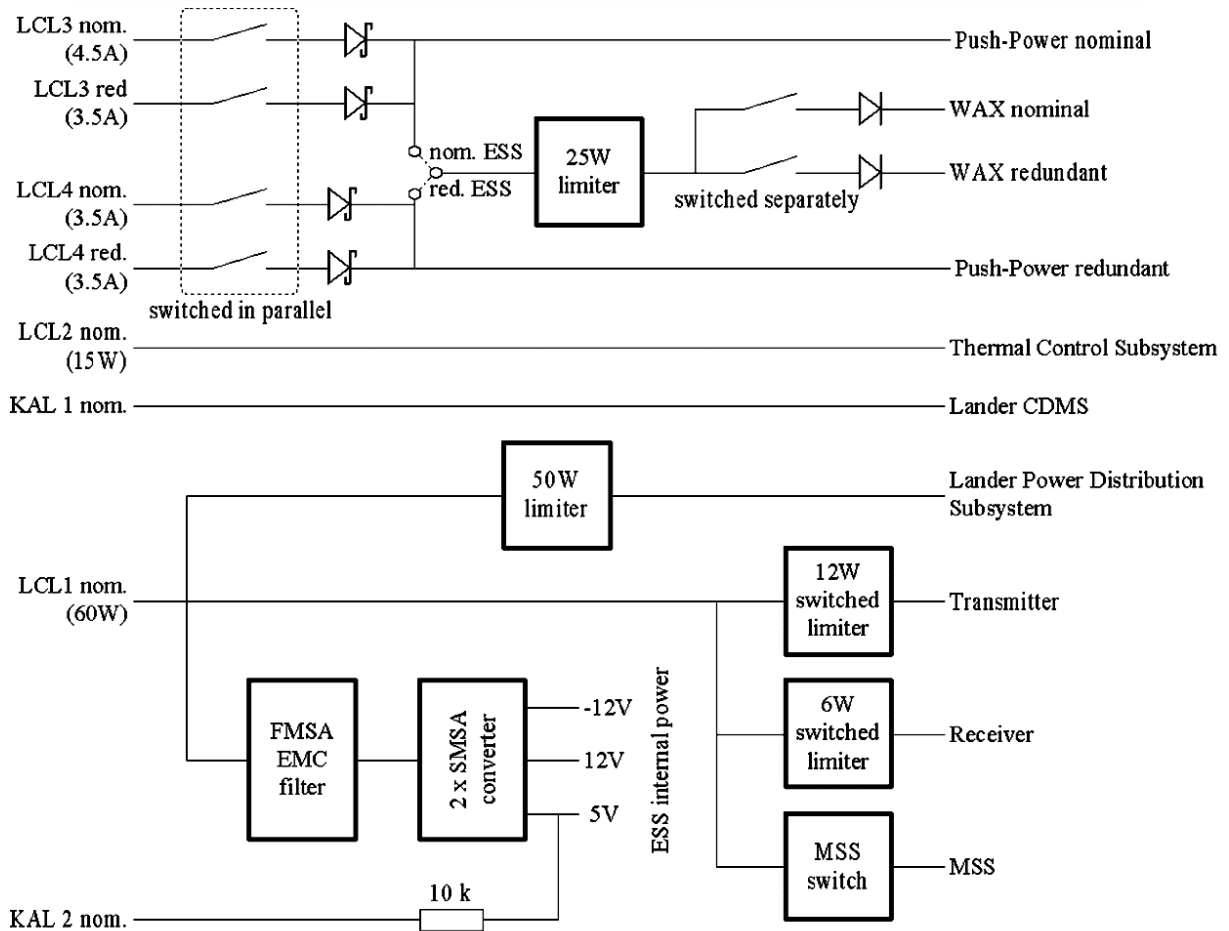 LCL3 nom.
(4.5A)
Push-Power nominal
LCL3 red
(3.5A)
WAX nominal
nom. ESS
red. ESS
25W
limiter
WAX redundant
switched separately
LCL4 nom.
(3.5A)
LCL4 red.
(3.5A)
Push-Power redundant
switched in parallel
LCL2 nom.
(15W)
Thermal Control Subsystem
KAL 1 nom.
Lander CDMS
50W
limiter
Lander Power Distribution
Subsystem
LCL1 nom.
(60W)
12W
switched
limiter
Transmitter
FMSA
EMC
filter
2 x SMSA
converter
-12V
12V
5V
ESS internal power
6W
switched
limiter
Receiver
MSS
switch
MSS
10 k
KAL 2 nom.